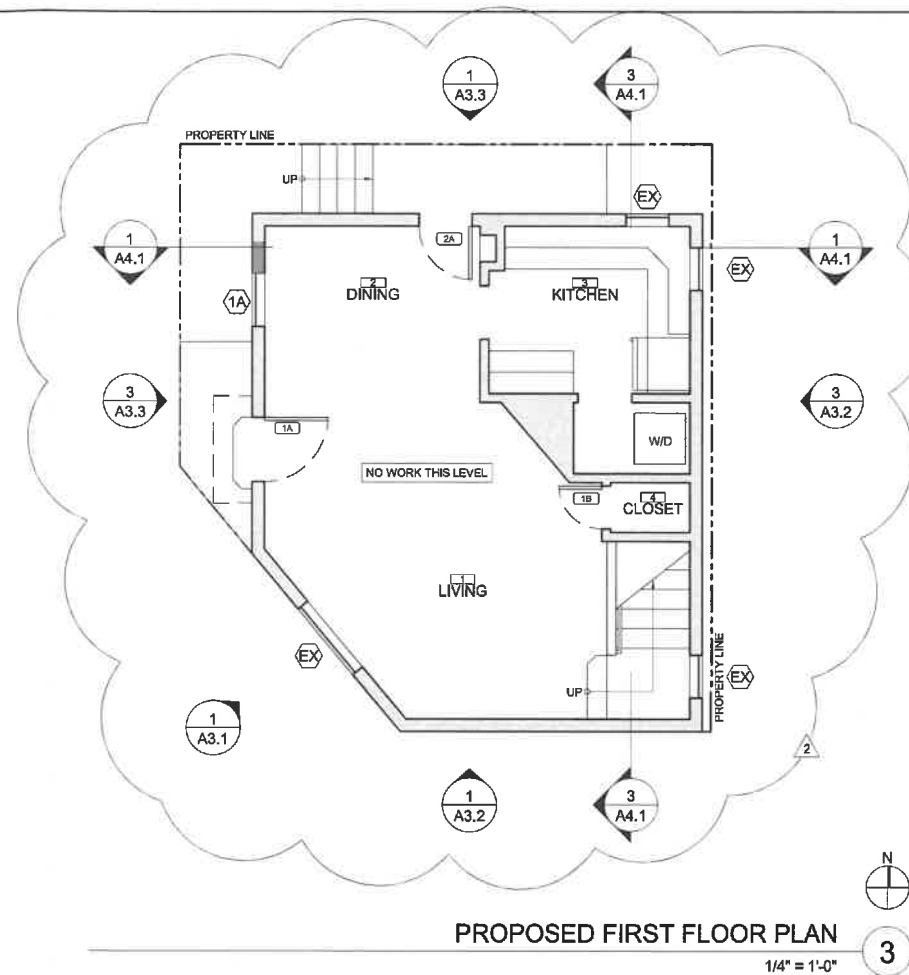 1
A3.3
3
A4.1
PROPERTY LINE
UP
EX
1
A4.1
2A
1
A4.1
EX
2
DINING
3
KITCHEN
1A
3
A3.3
3
A3.2
1A
W/D
NO WORK THIS LEVEL
1B
4
CLOSET
1
LIVING
EX
UP
EX
PROPERTY LINE
1
A3.1
2
1
A3.2
3
A4.1
N
PROPOSED FIRST FLOOR PLAN
3
1/4" = 1'-0"